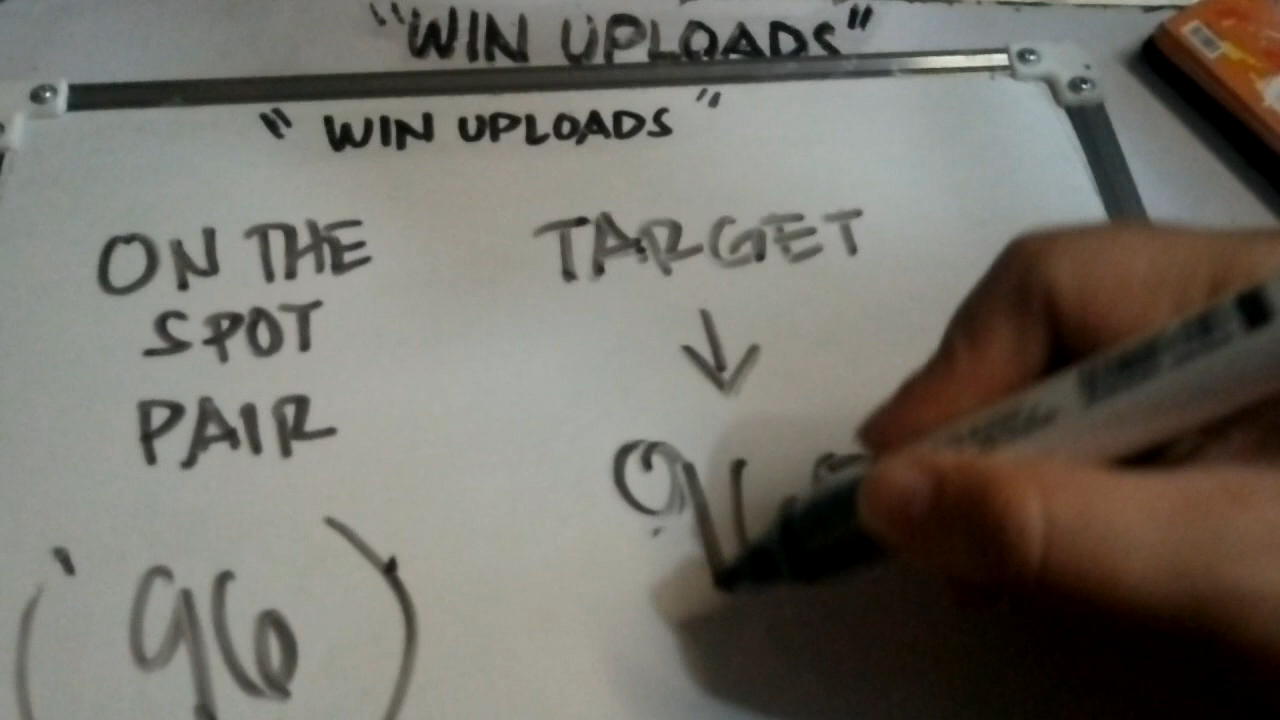 "WIN UPLOADS"
" WIN UPLOADS "
ON THE
SPOT
PAIR
TARGET
96